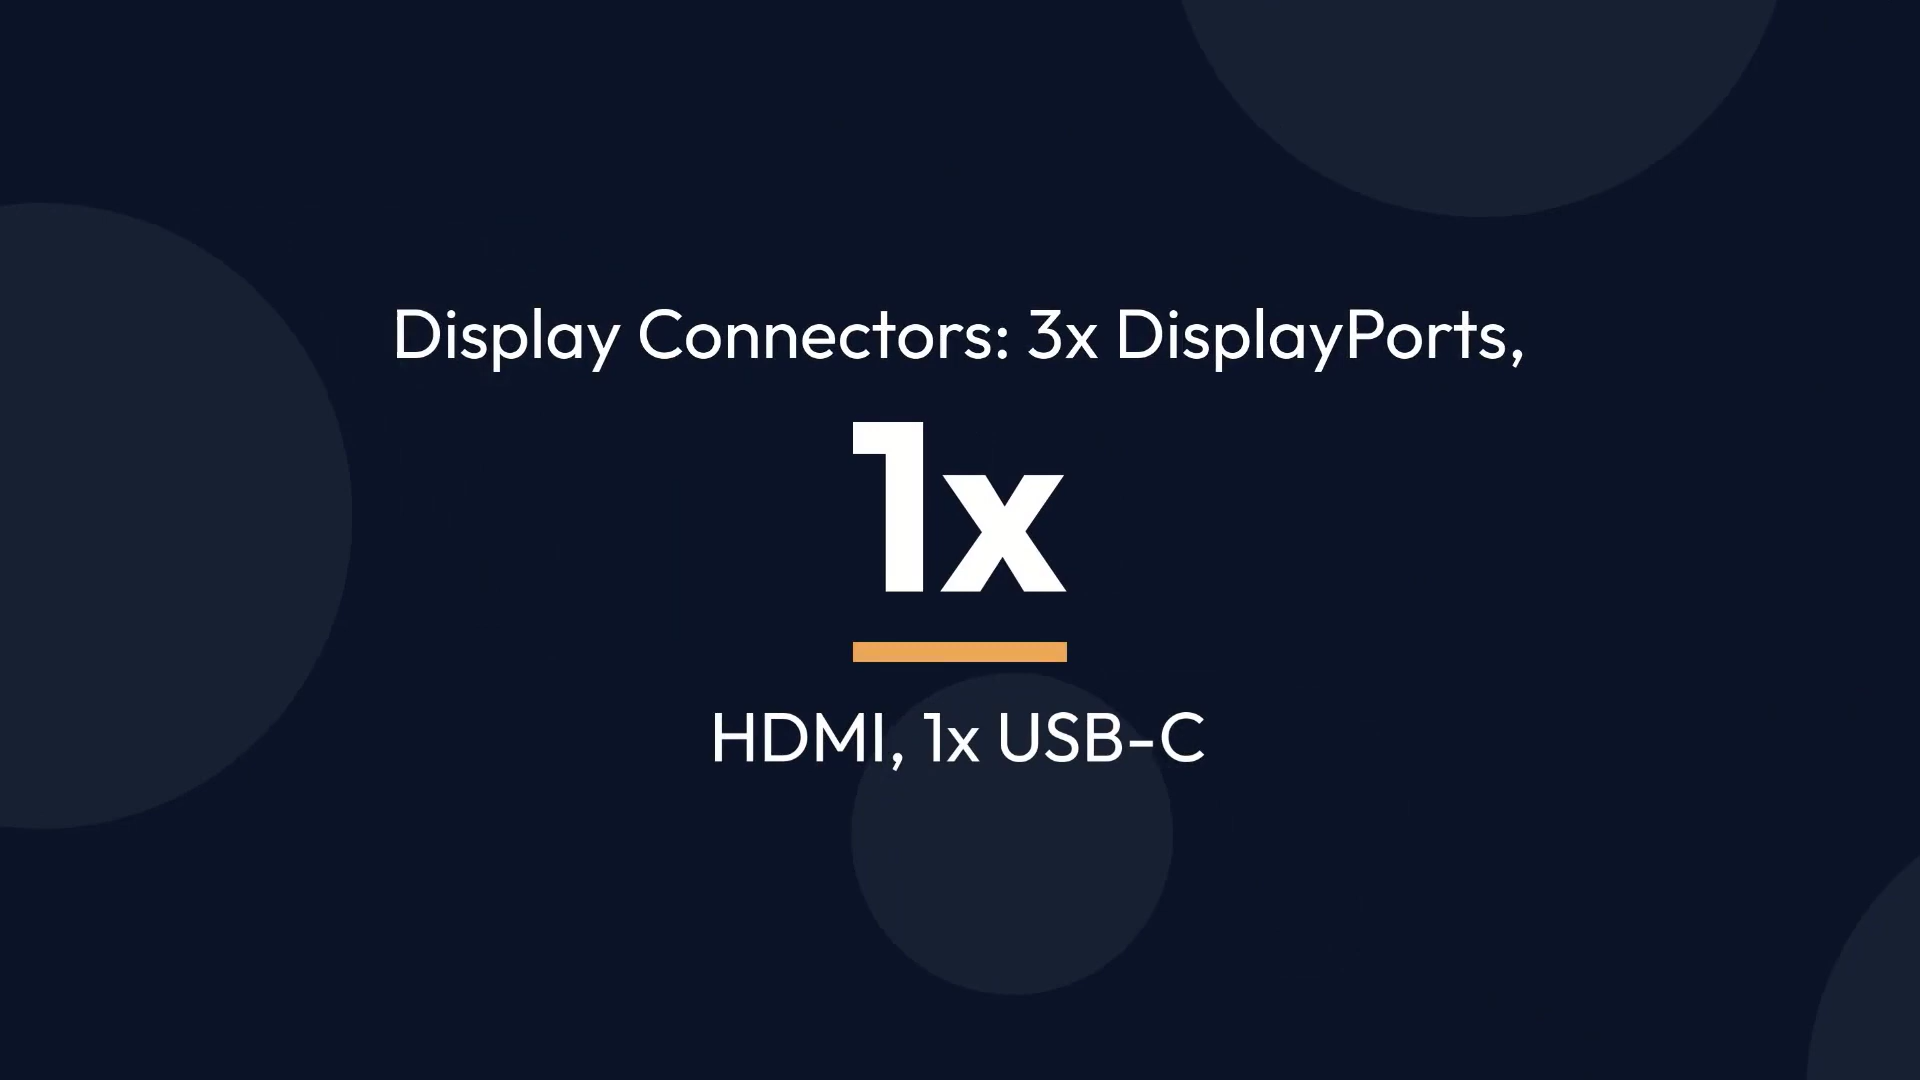 Display Connectors: 3x DisplayPorts,
1x
HDMI, 1x USB-C